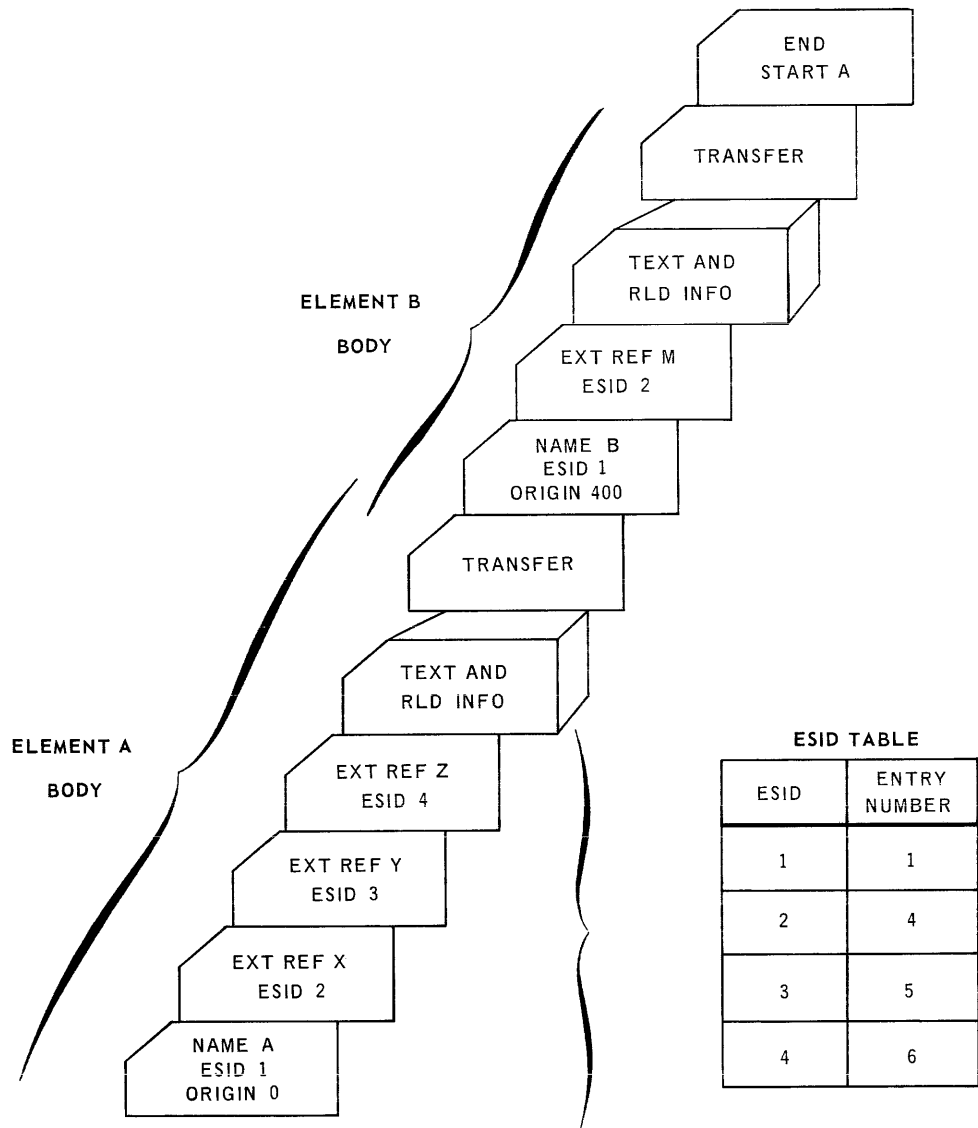 END
START A
TRANSFER
TEXT AND
RLD INFO
ELEMENT B
BODY
EXT REF M
ESID 2
NAME B
ESID 1
ORIGIN 400
TRANSFER
TEXT AND
RLD INFO
ELEMENT A
BODY
EXT REF Z
ESID 4
EXT REF Y
ESID 3
EXT REF X
ESID 2
NAME A
ESID 1
ORIGIN 0
ESID TABLE
ESID
ENTRY
NUMBER
1 1
2 4
3 5
4 6